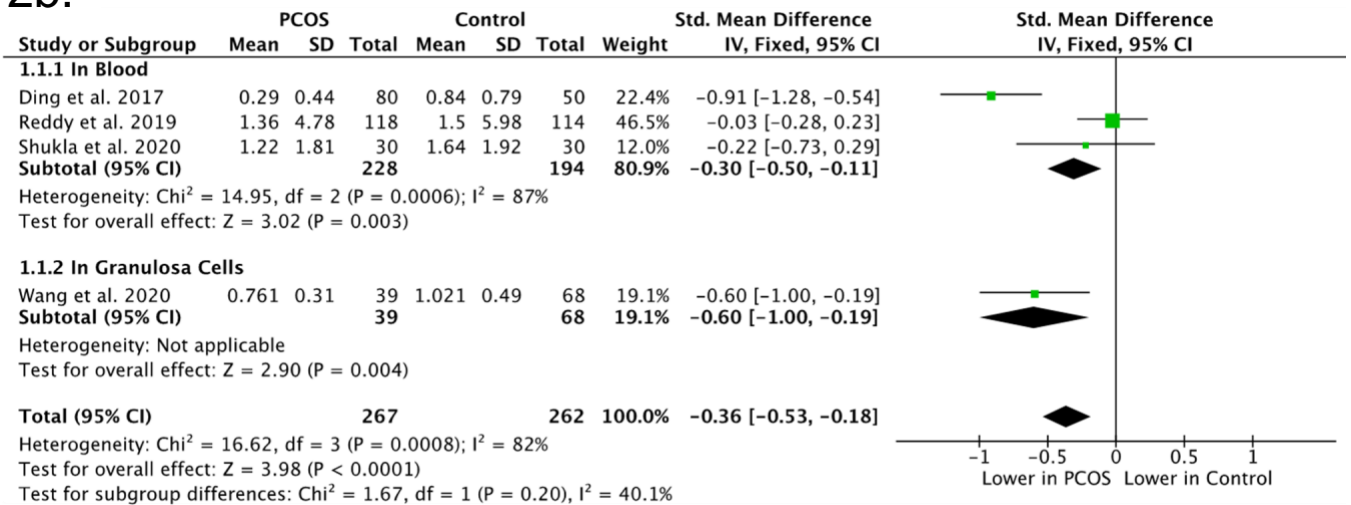 2b.
PCOS Control Std. Mean Difference Std. Mean Difference
Study or Subgroup Mean SD Total Mean SD Total Weight IV, Fixed, 95% CI IV, Fixed, 95% CI
1.1.1 In Blood
Ding et al. 2017 0.29 0.44 80 0.84 0.79 50 22.4% −0.91 [−1.28, −0.54]
Reddy et al. 2019 1.36 4.78 118 1.5 5.98 114 46.5% −0.03 [−0.28, 0.23]
Shukla et al. 2020 1.22 1.81 30 1.64 1.92 30 12.0% −0.22 [−0.73, 0.29]
Subtotal (95% CI) 228 194 80.9% −0.30 [−0.50, −0.11]
Heterogeneity: Chi² = 14.95, df = 2 (P = 0.0006); I² = 87%
Test for overall effect: Z = 3.02 (P = 0.003)
1.1.2 In Granulosa Cells
Wang et al. 2020 0.761 0.31 39 1.021 0.49 68 19.1% −0.60 [−1.00, −0.19]
Subtotal (95% CI) 39 68 19.1% −0.60 [−1.00, −0.19]
Heterogeneity: Not applicable
Test for overall effect: Z = 2.90 (P = 0.004)
Total (95% CI) 267 262 100.0% −0.36 [−0.53, −0.18]
Heterogeneity: Chi² = 16.62, df = 3 (P = 0.0008); I² = 82%
Test for overall effect: Z = 3.98 (P < 0.0001)
Test for subgroup differences: Chi² = 1.67, df = 1 (P = 0.20), I² = 40.1%
−1 −0.5 0 0.5 1
Lower in PCOS Lower in Control